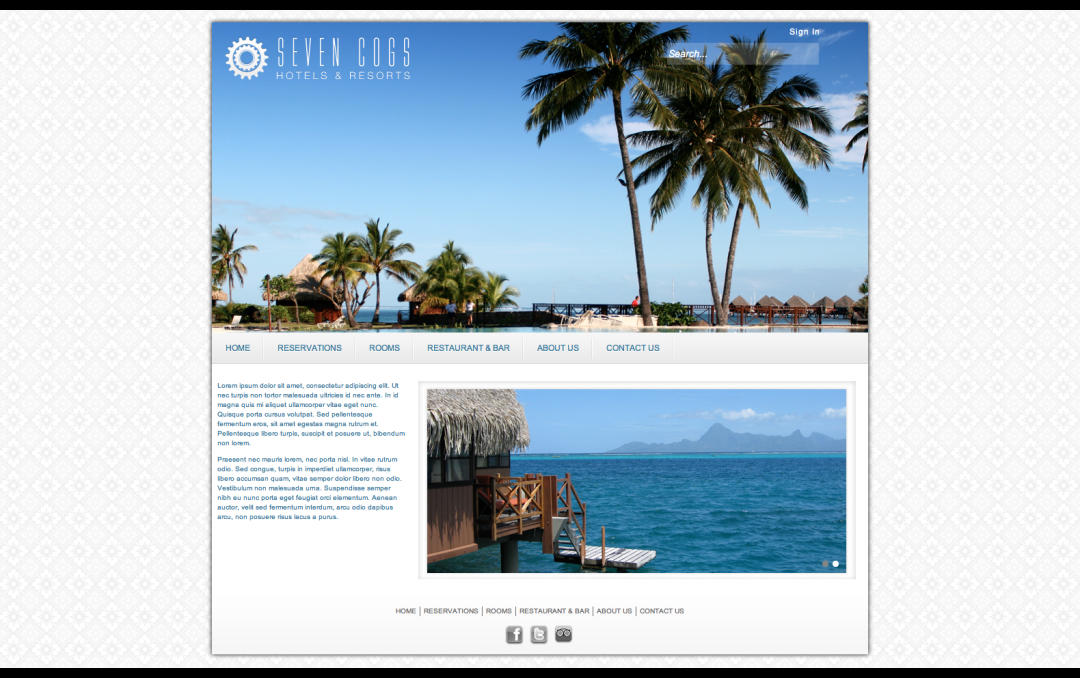 Sign In
SEVEN COGS
HOTELS & RESORTS
Search...
HOME RESERVATIONS ROOMS RESTAURANT & BAR ABOUT US CONTACT US
Lorem ipsum dolor sit amet, consectetur adipiscing elit. Ut
nec turpis non tortor malesuada ultricies id nec ante. In id
magna quis mi aliquet ullamcorper vitae eget nunc.
Quisque porta cursus volutpat. Sed pellentesque
fermentum eros, sit amet egestas magna rutrum et.
Pellentesque libero turpis, suscipit et posuere ut, bibendum
non lorem.
Praesent nec mauris lorem, nec porta nisl. In vitae rutrum
odio. Sed congue, turpis in imperdiet ullamcorper, risus
libero accumsan quam, vitae semper dolor libero non odio.
Vestibulum non malesuada urna. Suspendisse semper
nibh eu nunc porta eget feugiat orci elementum. Aenean
auctor, velit sed fermentum interdum, arcu odio dapibus
arcu, non posuere risus lacus a purus.
HOME | RESERVATIONS | ROOMS | RESTAURANT & BAR | ABOUT US | CONTACT US